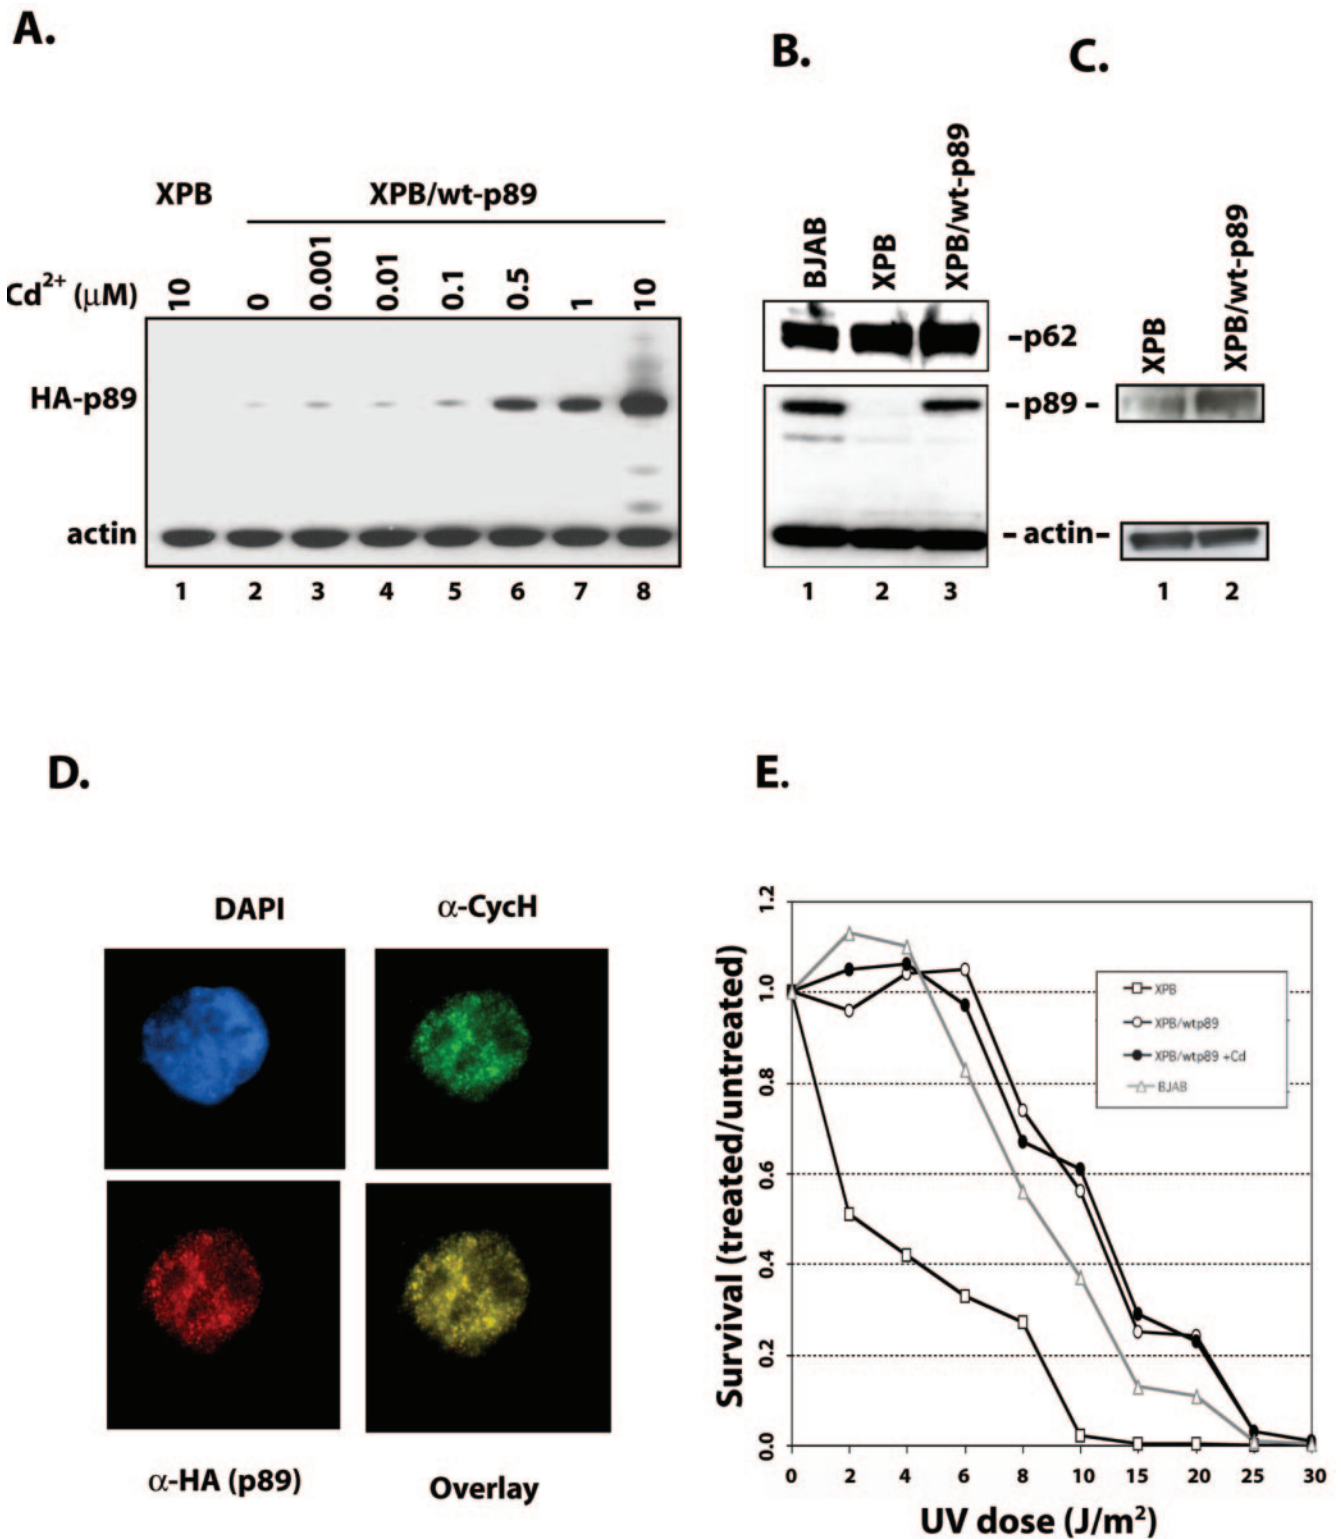 A.
XPB XPB/wt-p89
Cd2+ (μM) 10 0 0.001 0.01 0.1 0.5 1 10
HA-p89
actin
1 2 3 4 5 6 7 8
B.
BJAB XPB XPB/wt-p89
-p62
-p89 -
- actin-
1 2 3
C.
XPB XPB/wt-p89
1 2
D.
DAPI α-CycH
α-HA (p89) Overlay
E.
Survival (treated/untreated)
1.2
1.0
0.8
0.6
0.4
0.2
0.0
XPB
XPB/wtp89
XPB/wtp89 +Cd
BJAB
0 2 4 6 8 10 15 20 25 30
UV dose (J/m2)